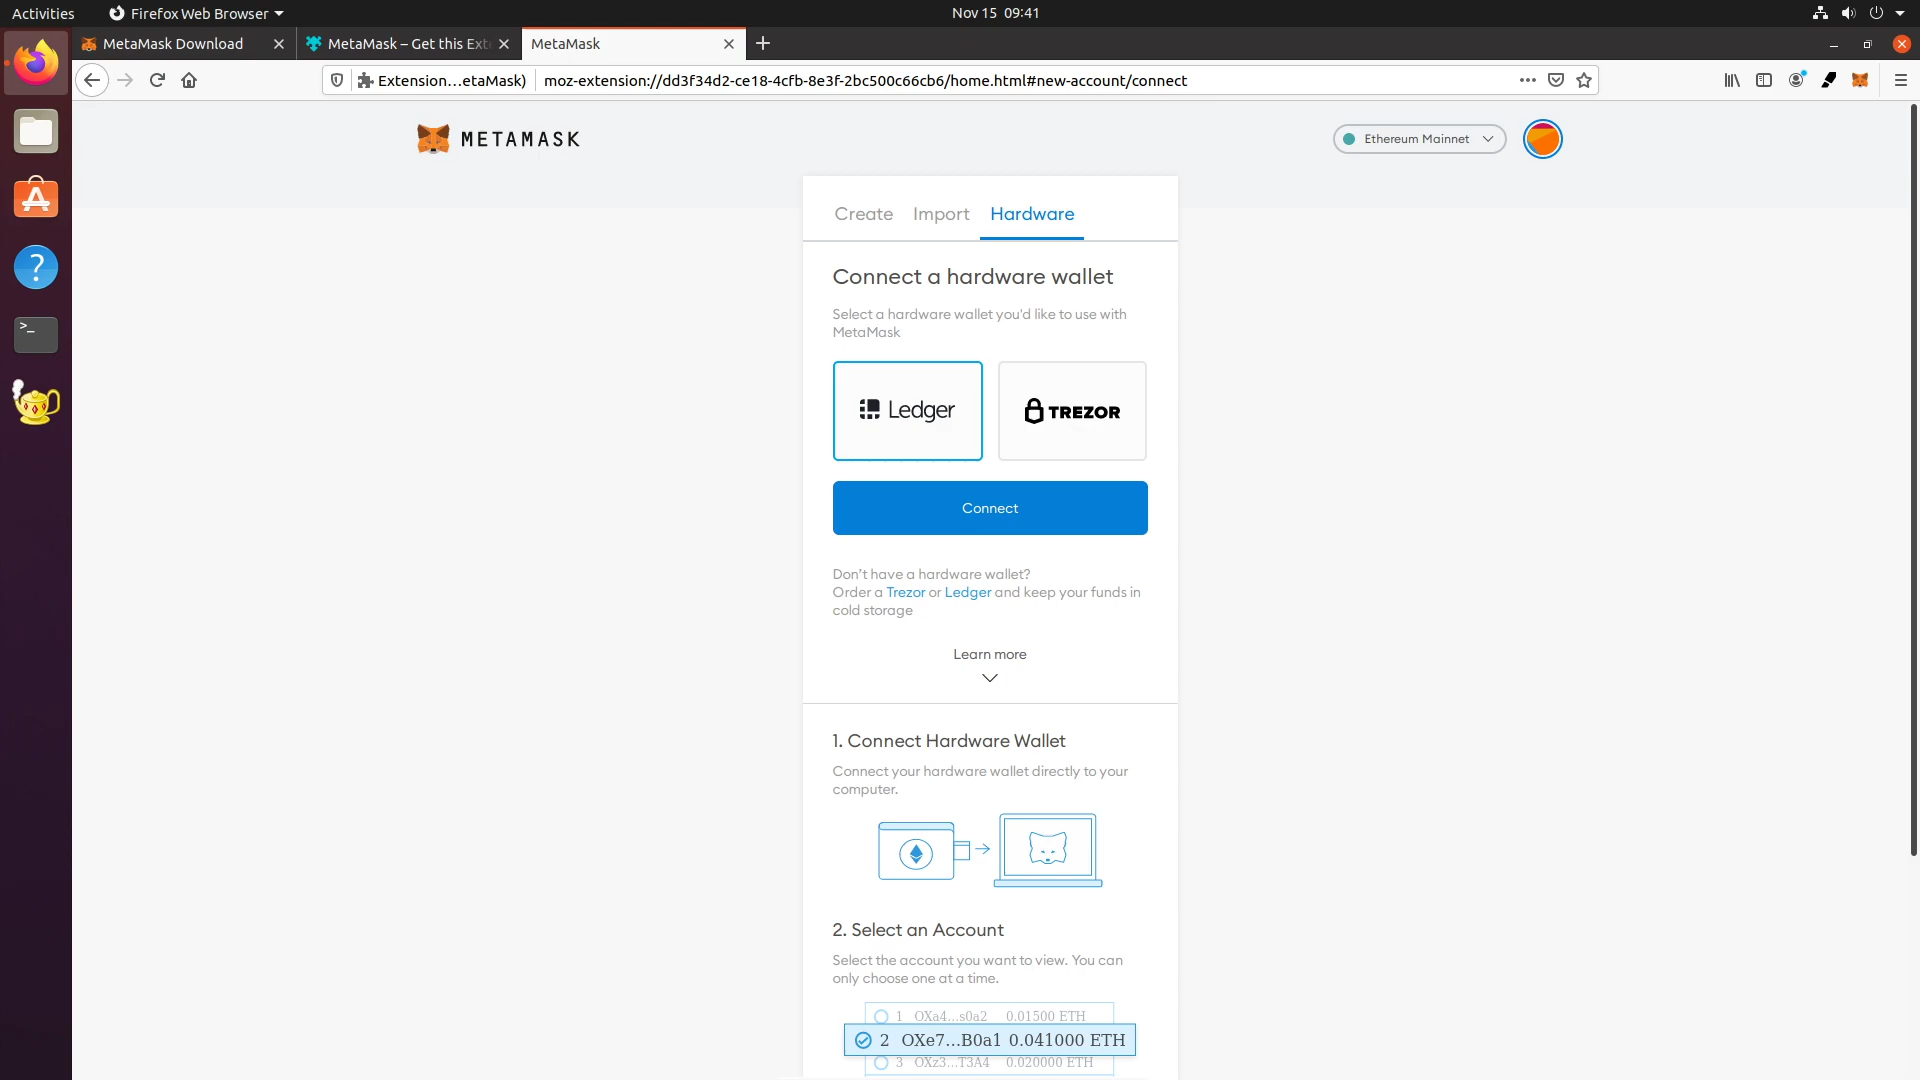 Activities
Firefox Web Browser
Nov 15 09:41
MetaMask Download
MetaMask – Get this Ext
MetaMask
Extension...etaMask)
moz-extension://dd3f34d2-ce18-4cfb-8e3f-2bc500c66cb6/home.html#new-account/connect
METAMASK
Ethereum Mainnet
Create
Import
Hardware
Connect a hardware wallet
Select a hardware wallet you'd like to use with
MetaMask
Ledger
TREZOR
Connect
Don't have a hardware wallet?
Order a Trezor or Ledger and keep your funds in
cold storage
Learn more
1. Connect Hardware Wallet
Connect your hardware wallet directly to your
computer.
2. Select an Account
Select the account you want to view. You can
only choose one at a time.
1 OXa4...s0a2 0.01500 ETH
2 OXe7...B0a1 0.041000 ETH
3 OXz3...T3A4 0.020000 ETH